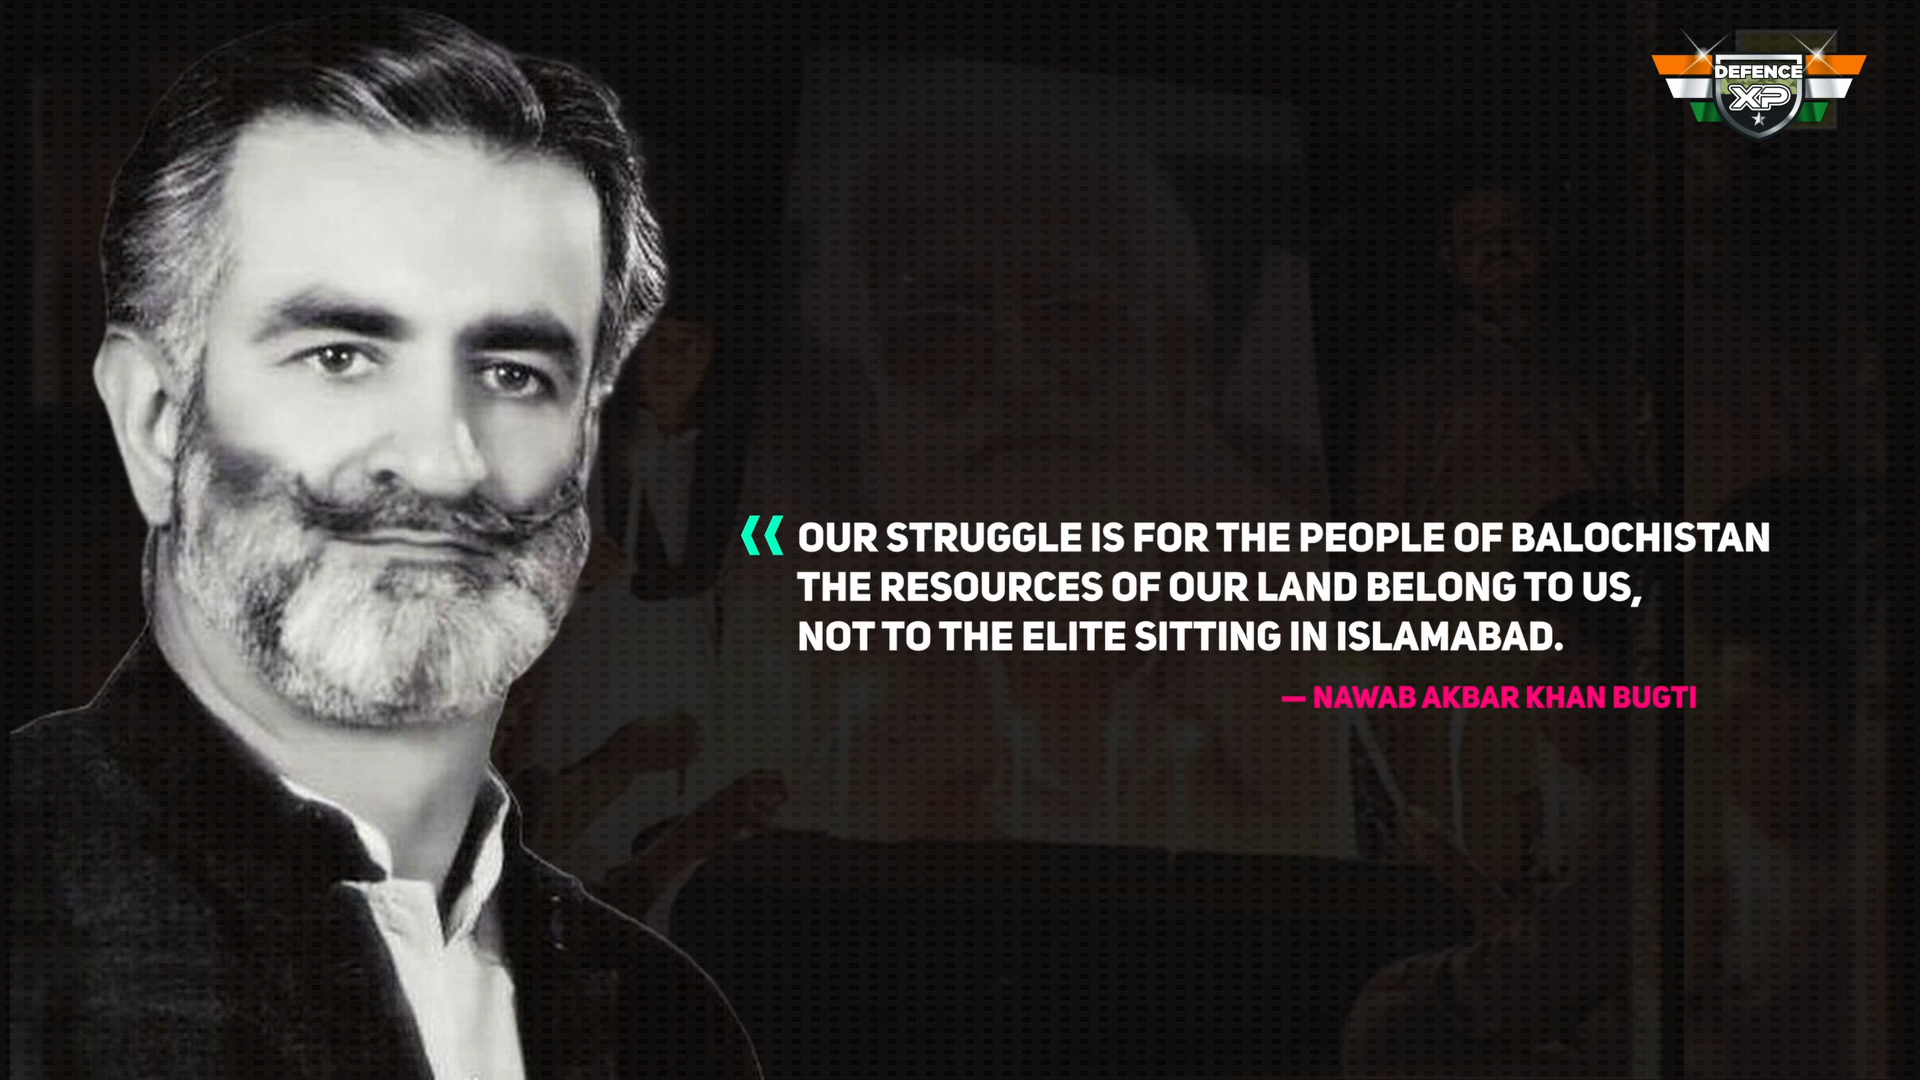 DEFENCE
XP
OUR STRUGGLE IS FOR THE PEOPLE OF BALOCHISTAN
THE RESOURCES OF OUR LAND BELONG TO US,
NOT TO THE ELITE SITTING IN ISLAMABAD.
— NAWAB AKBAR KHAN BUGTI